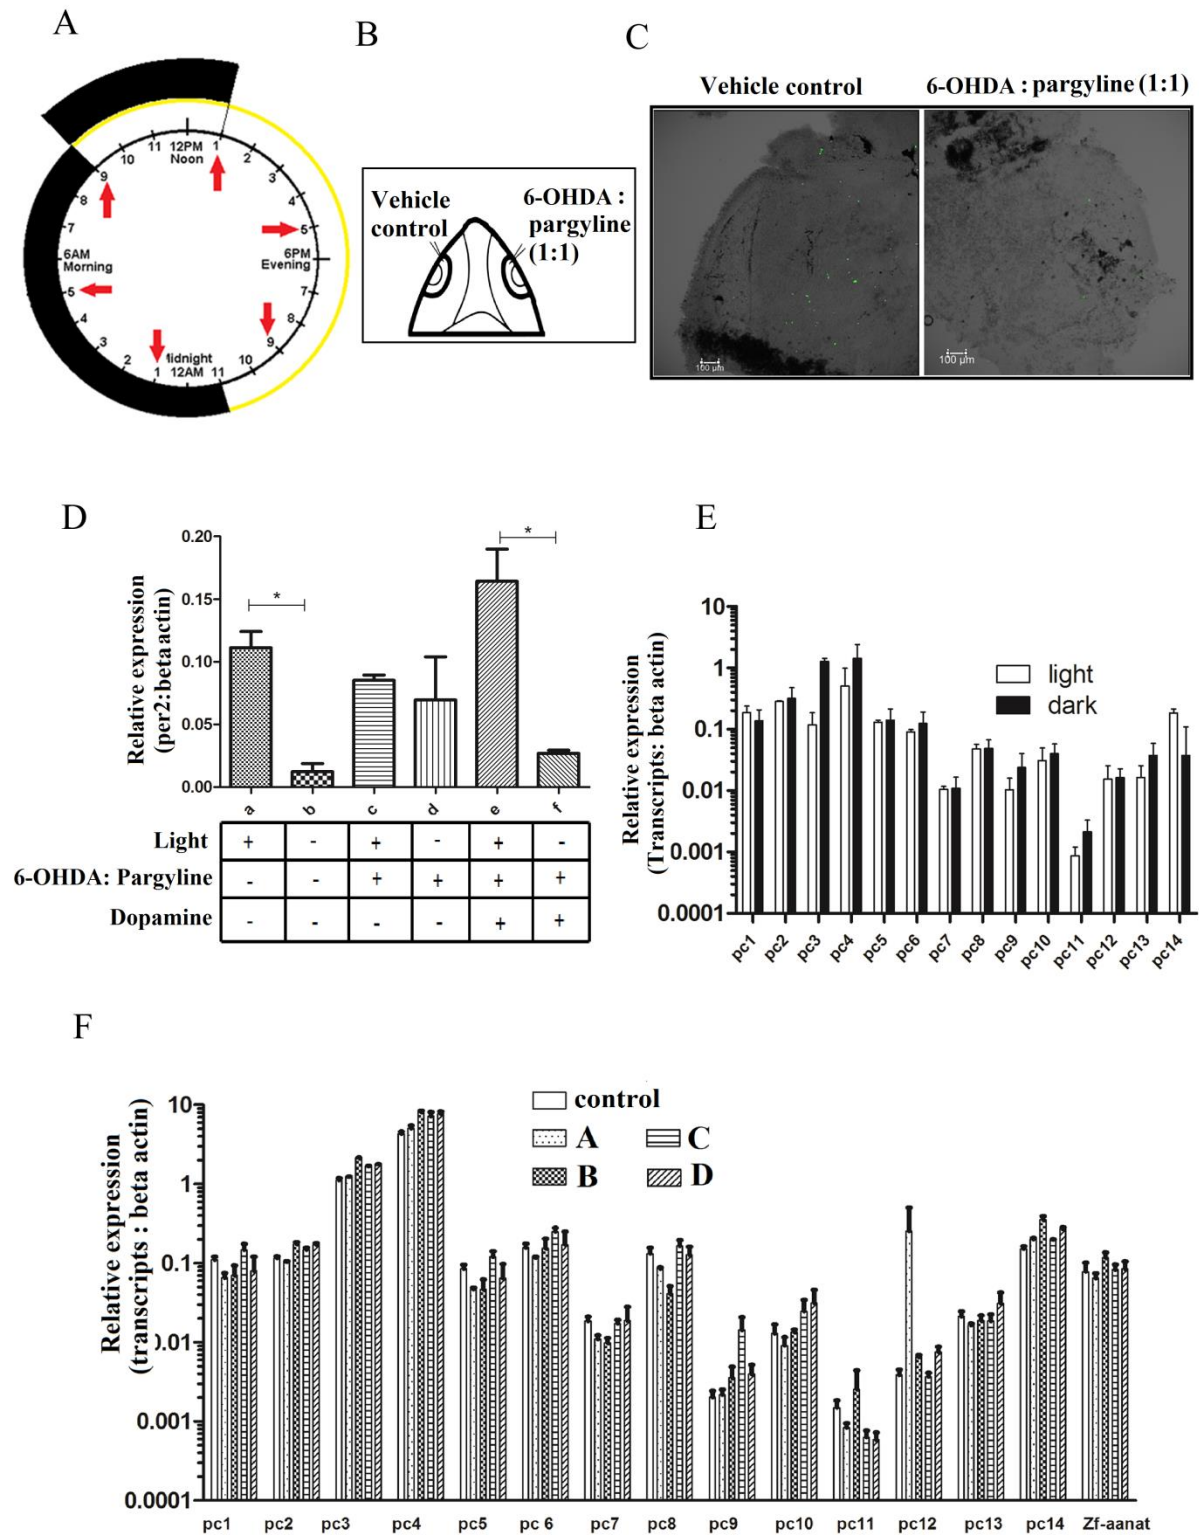 A
B
C
12PM
Noon
1
2
3
4
5
6PM
Evening
7
8
9
10
11
Midnight
12AM
1
2
3
4
5
6AM
Morning
7
8
9
10
11
Vehicle
control
6-OHDA :
pargyline
(1:1)
Vehicle control
6-OHDA : pargyline (1:1)
100 µm
100 µm
D
Relative expression
(per2:beta actin)
0.20
0.15
0.10
0.05
0.00
*
*
a b c d e f
Light + - + - + -
6-OHDA: Pargyline - - + + + +
Dopamine - - - - + +
E
Relative expression
(Transcripts: beta actin)
10
1
0.1
0.01
0.001
0.0001
light
dark
pc1 pc2 pc3 pc4 pc5 pc6 pc7 pc8 pc9 pc10 pc11 pc12 pc13 pc14
F
Relative expression
(transcripts : beta actin)
10
1
0.1
0.01
0.001
0.0001
control
A C
B D
pc1 pc2 pc3 pc4 pc5 pc 6 pc7 pc8 pc9 pc10 pc11 pc12 pc13 pc14 Zf-aanat